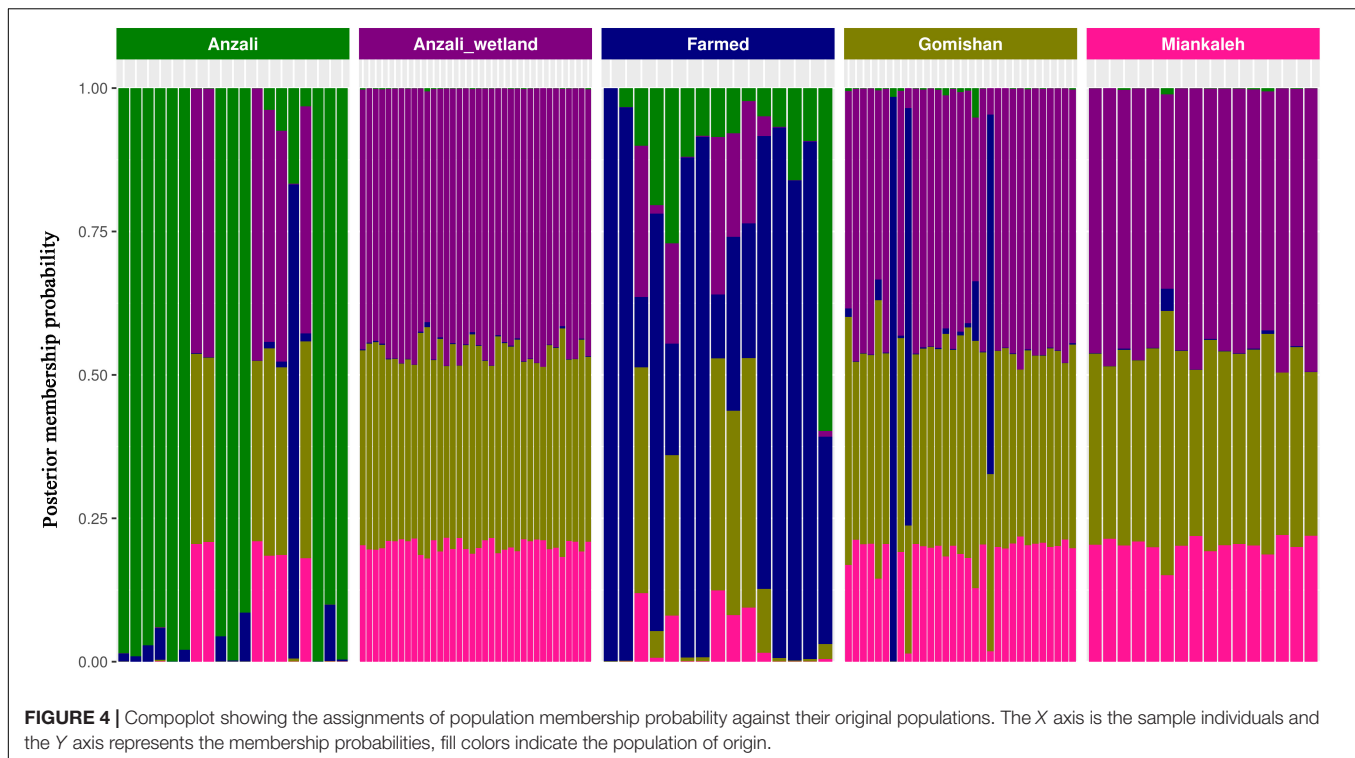 Anzali Anzali_wetland Farmed Gomishan Miankaleh
1.00
0.75
0.50
0.25
0.00
Posterior membership probability
FIGURE 4 | Compoplot showing the assignments of population membership probability against their original populations. The X axis is the sample individuals and
the Y axis represents the membership probabilities, fill colors indicate the population of origin.